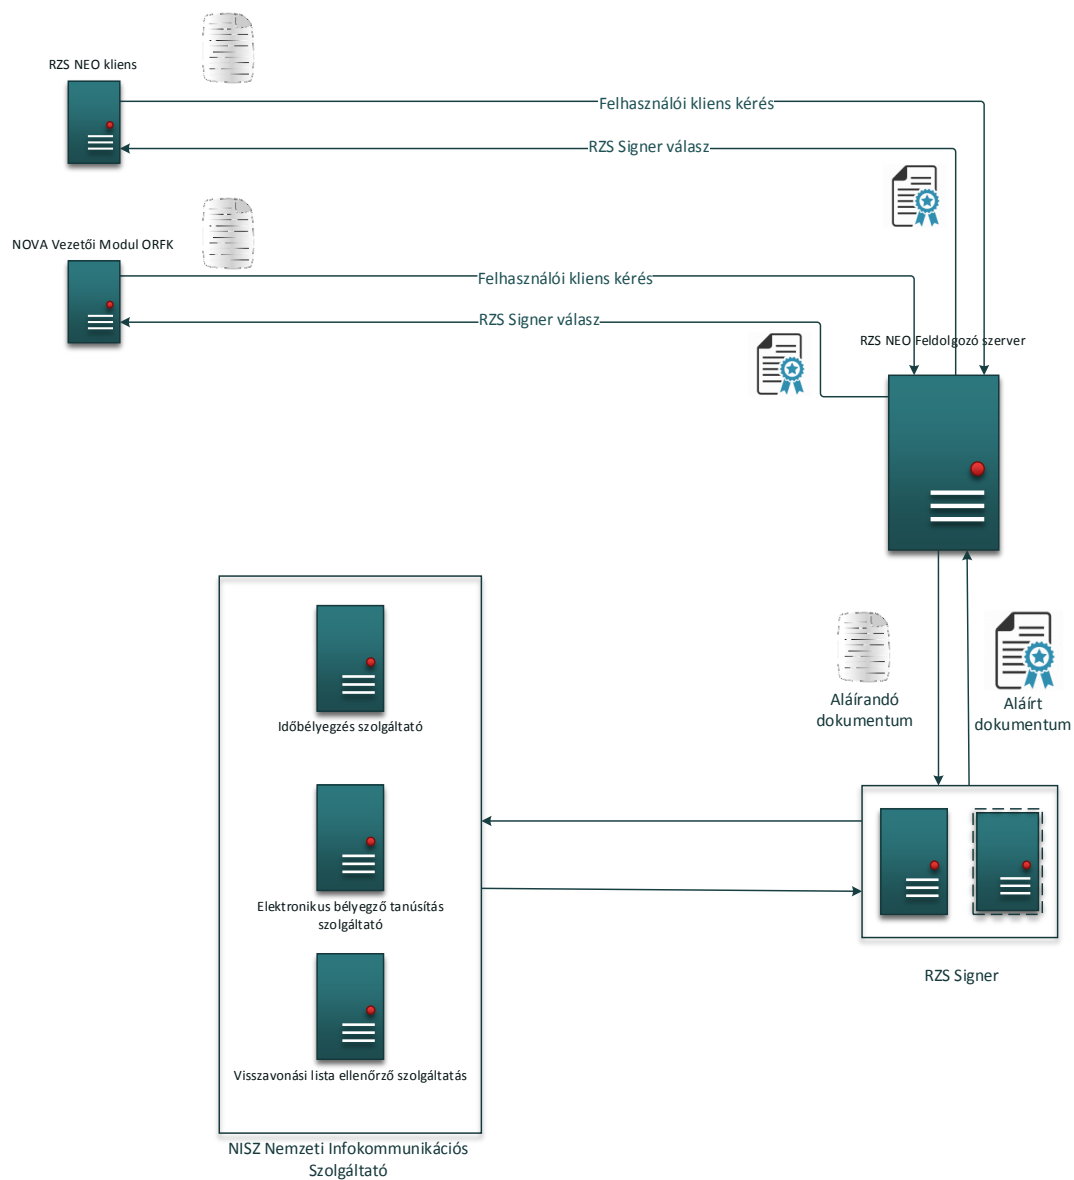 RZS NEO kliens
Felhasználói kliens kérés
RZS Signer válasz
NOVA Vezetői Modul ORFK
Felhasználói kliens kérés
RZS Signer válasz
RZS NEO Feldolgozó szerver
Időbélyegzés szolgáltató
Aláírandó
dokumentum
Aláírt
dokumentum
Elektronikus bélyegző tanúsítás
szolgáltató
RZS Signer
Visszavonási lista ellenőrző szolgáltatás
NISZ Nemzeti Infokommunikációs
Szolgáltató